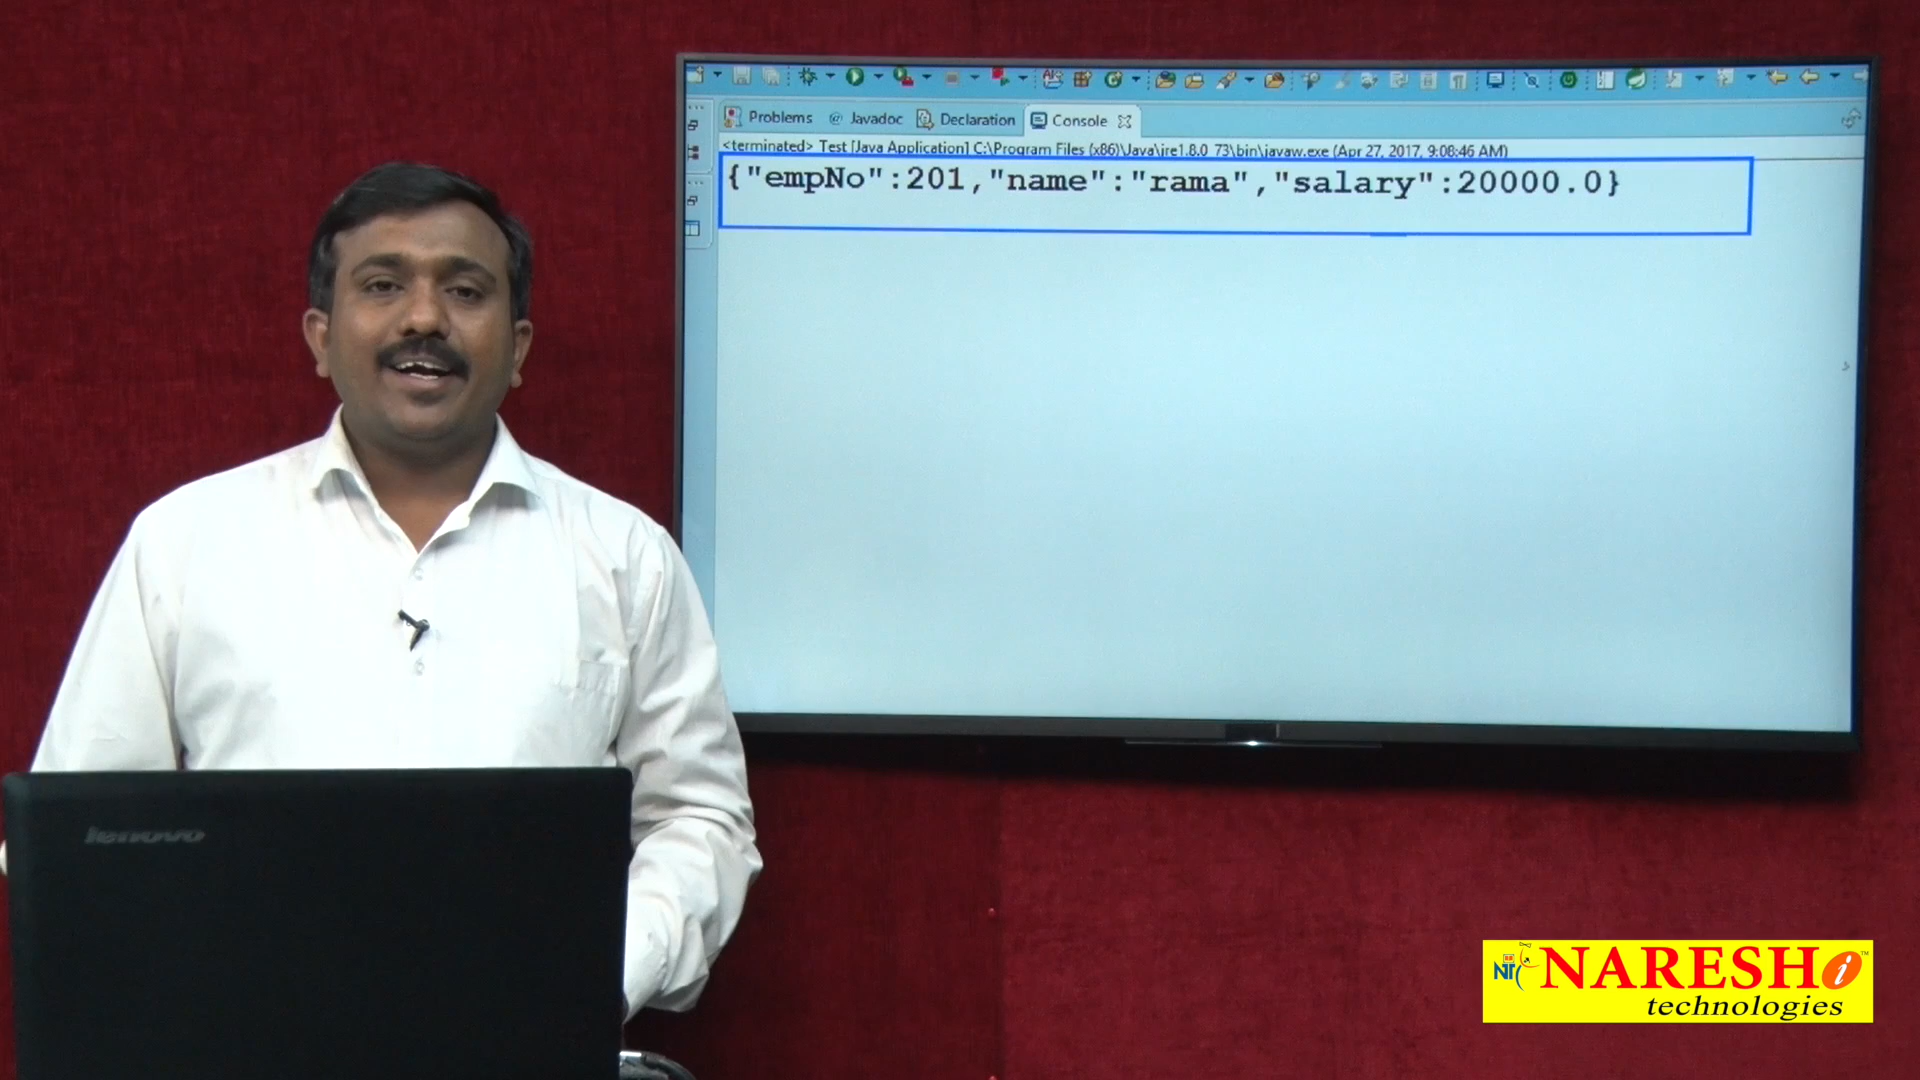 Problems @ Javadoc Declaration Console
<terminated> Test [Java Application] C:\Program Files (x86)\Java\jre1.8.0_73\bin\javaw.exe (Apr 27, 2017, 9:08:46 AM)
{"empNo":201,"name":"rama","salary":20000.0}
lenovo
NARESH i ™
technologies